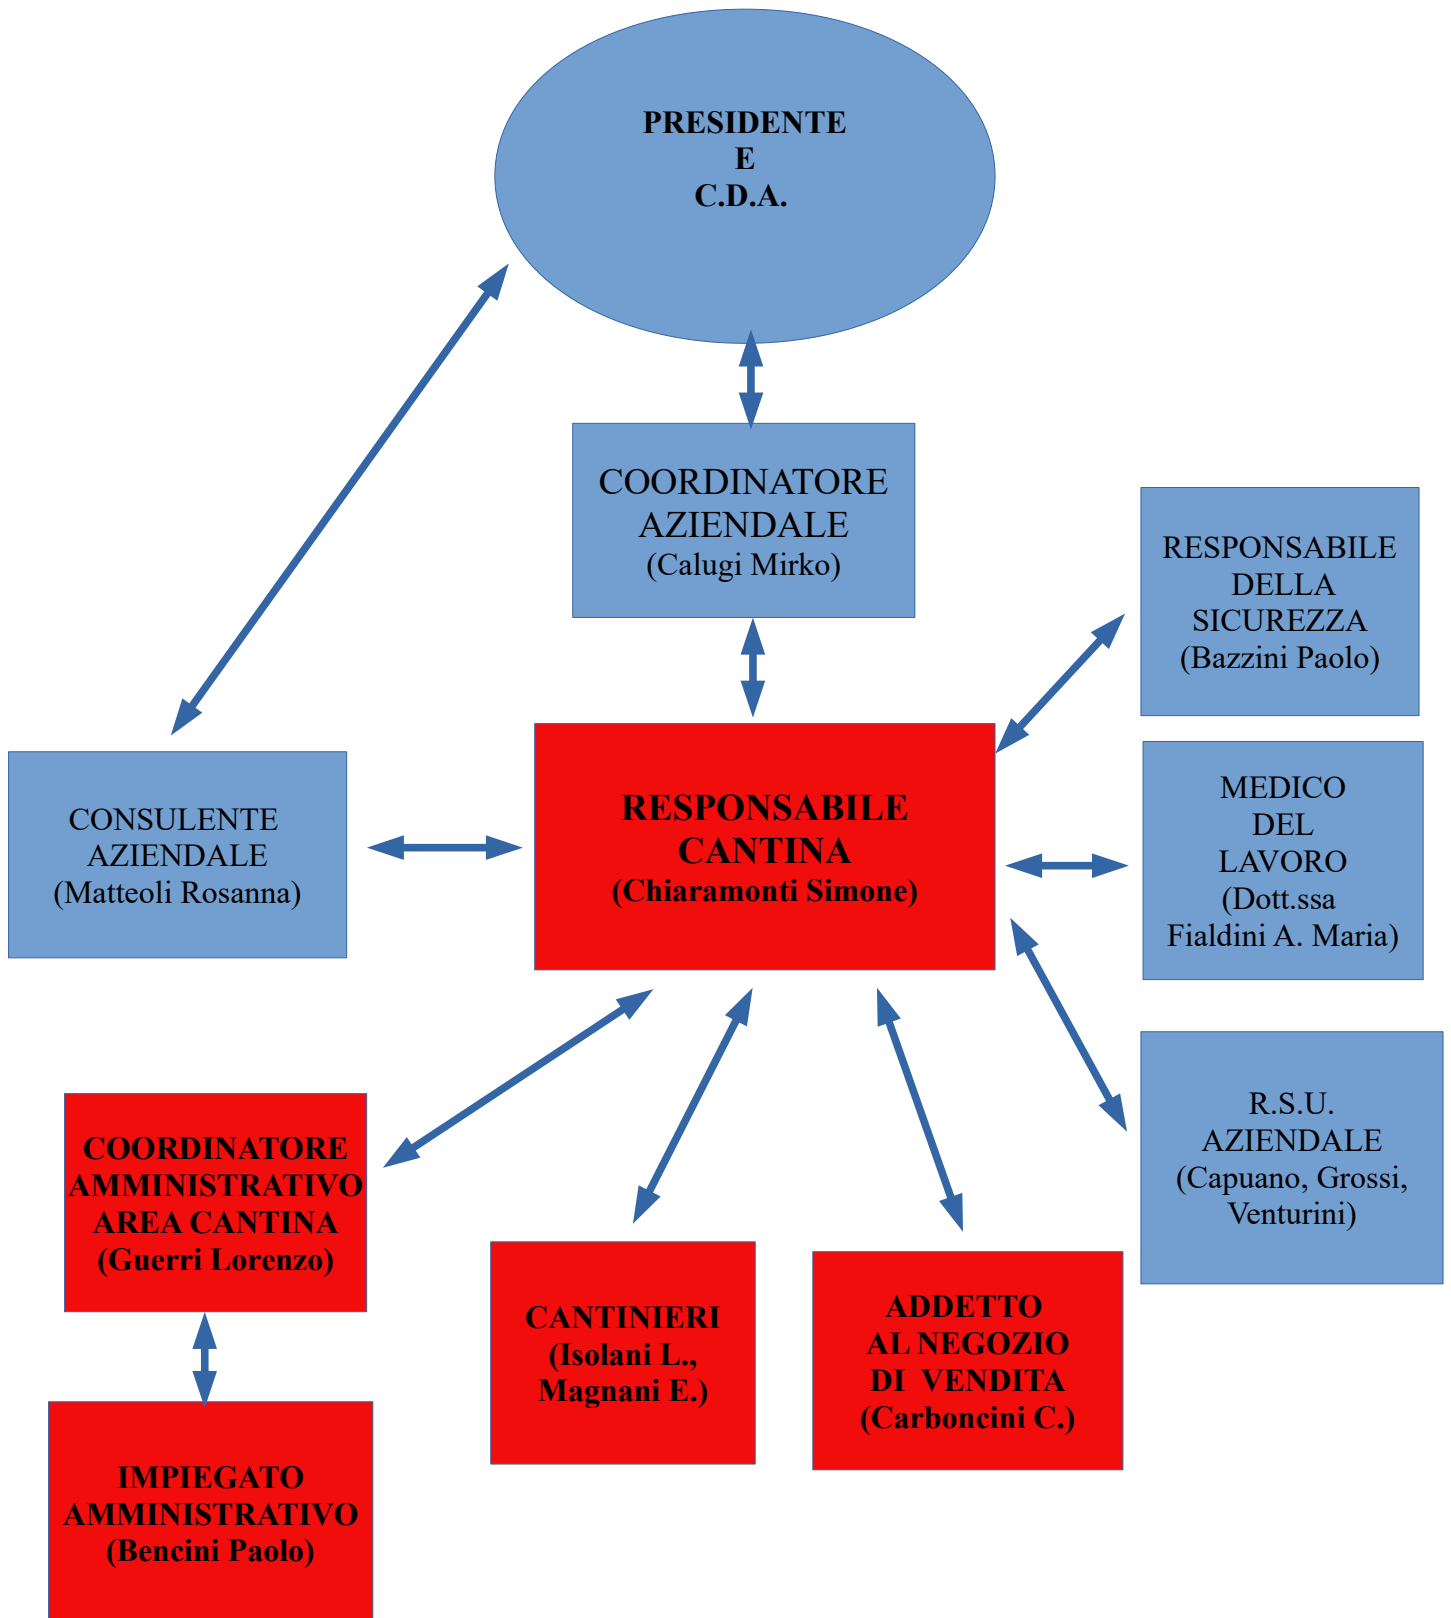 PRESIDENTE
E
C.D.A.
COORDINATORE
AZIENDALE
(Calugi Mirko)
RESPONSABILE
DELLA
SICUREZZA
(Bazzini Paolo)
RESPONSABILE
CANTINA
(Chiaramonti Simone)
CONSULENTE
AZIENDALE
(Matteoli Rosanna)
MEDICO
DEL
LAVORO
(Dott.ssa
Fialdini A. Maria)
R.S.U.
AZIENDALE
(Capuano, Grossi,
Venturini)
COORDINATORE
AMMINISTRATIVO
AREA CANTINA
(Guerri Lorenzo)
CANTINIERI
(Isolani L.,
Magnani E.)
ADDETTO
AL NEGOZIO
DI VENDITA
(Carboncini C.)
IMPIEGATO
AMMINISTRATIVO
(Bencini Paolo)